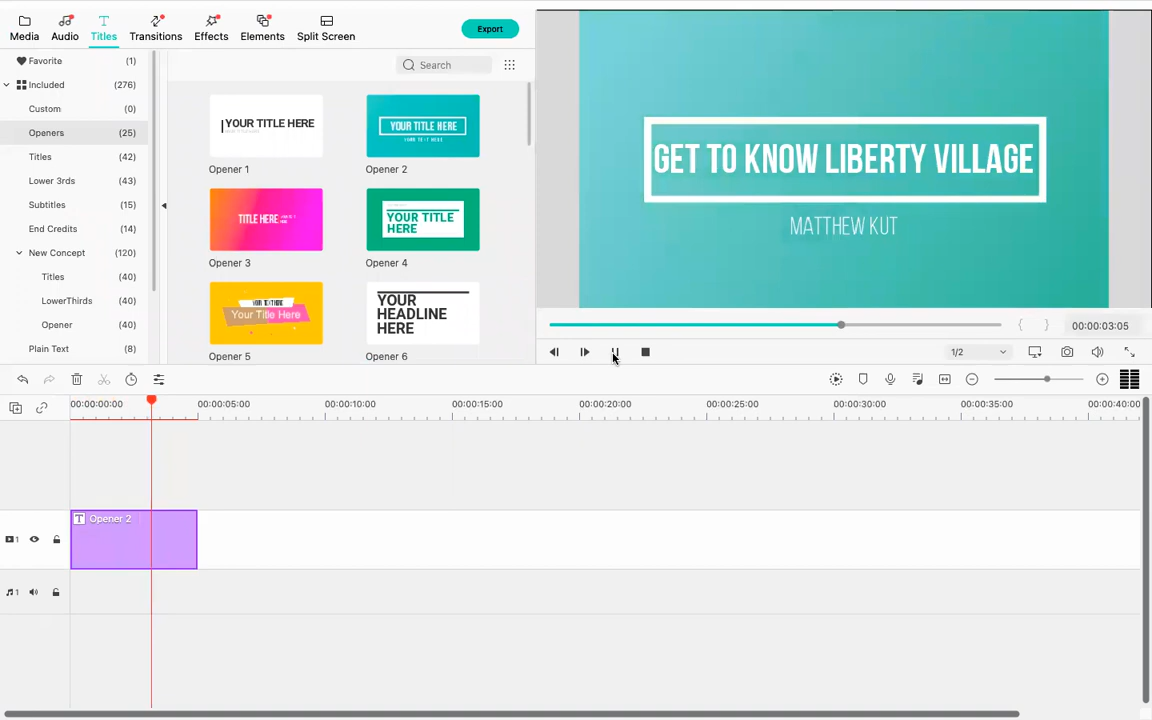 Media Audio Titles Transitions Effects Elements Split Screen Export
Favorite (1)
Included (276)
Custom (0)
Openers (25)
Titles (42)
Lower 3rds (43)
Subtitles (15)
End Credits (14)
New Concept (120)
Titles (40)
LowerThirds (40)
Opener (40)
Plain Text (8)
Search
YOUR TITLE HERE
Opener 1
YOUR TITLE HERE
Opener 2
TITLE HERE
Opener 3
YOUR TITLE
HERE
Opener 4
Your Title Here
Opener 5
YOUR
HEADLINE
HERE
Opener 6
GET TO KNOW LIBERTY VILLAGE
MATTHEW KUT
00:00:03:05
1/2
00:00:00:00 00:00:05:00 00:00:10:00 00:00:15:00 00:00:20:00 00:00:25:00 00:00:30:00 00:00:35:00 00:00:40:00
T Opener 2
1
1